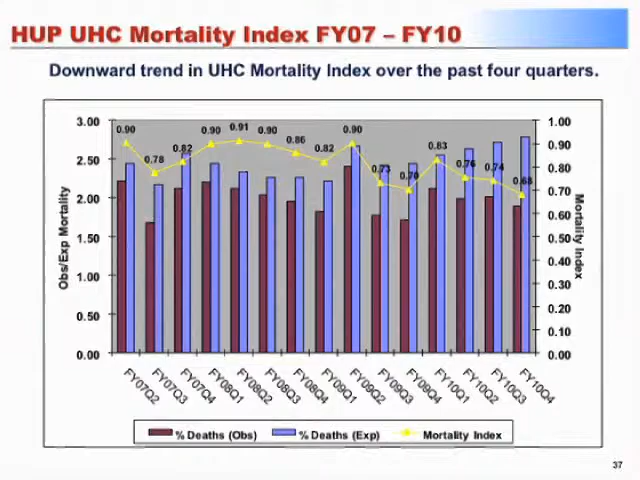 HUP UHC Mortality Index FY07 – FY10
Downward trend in UHC Mortality Index over the past four quarters.
3.00
2.50
2.00
1.50
1.00
0.50
0.00
Obs/Exp Mortality
0.90
0.78
0.82
0.90
0.91
0.90
0.86
0.82
0.90
0.73
0.70
0.83
0.76
0.74
0.68
1.00
0.90
0.80
0.70
0.60
0.50
0.40
0.30
0.20
0.10
0.00
Mortality Index
FY07Q2
FY07Q3
FY07Q4
FY08Q1
FY08Q2
FY08Q3
FY08Q4
FY09Q1
FY09Q2
FY09Q3
FY09Q4
FY10Q1
FY10Q2
FY10Q3
FY10Q4
% Deaths (Obs) % Deaths (Exp) Mortality Index
37